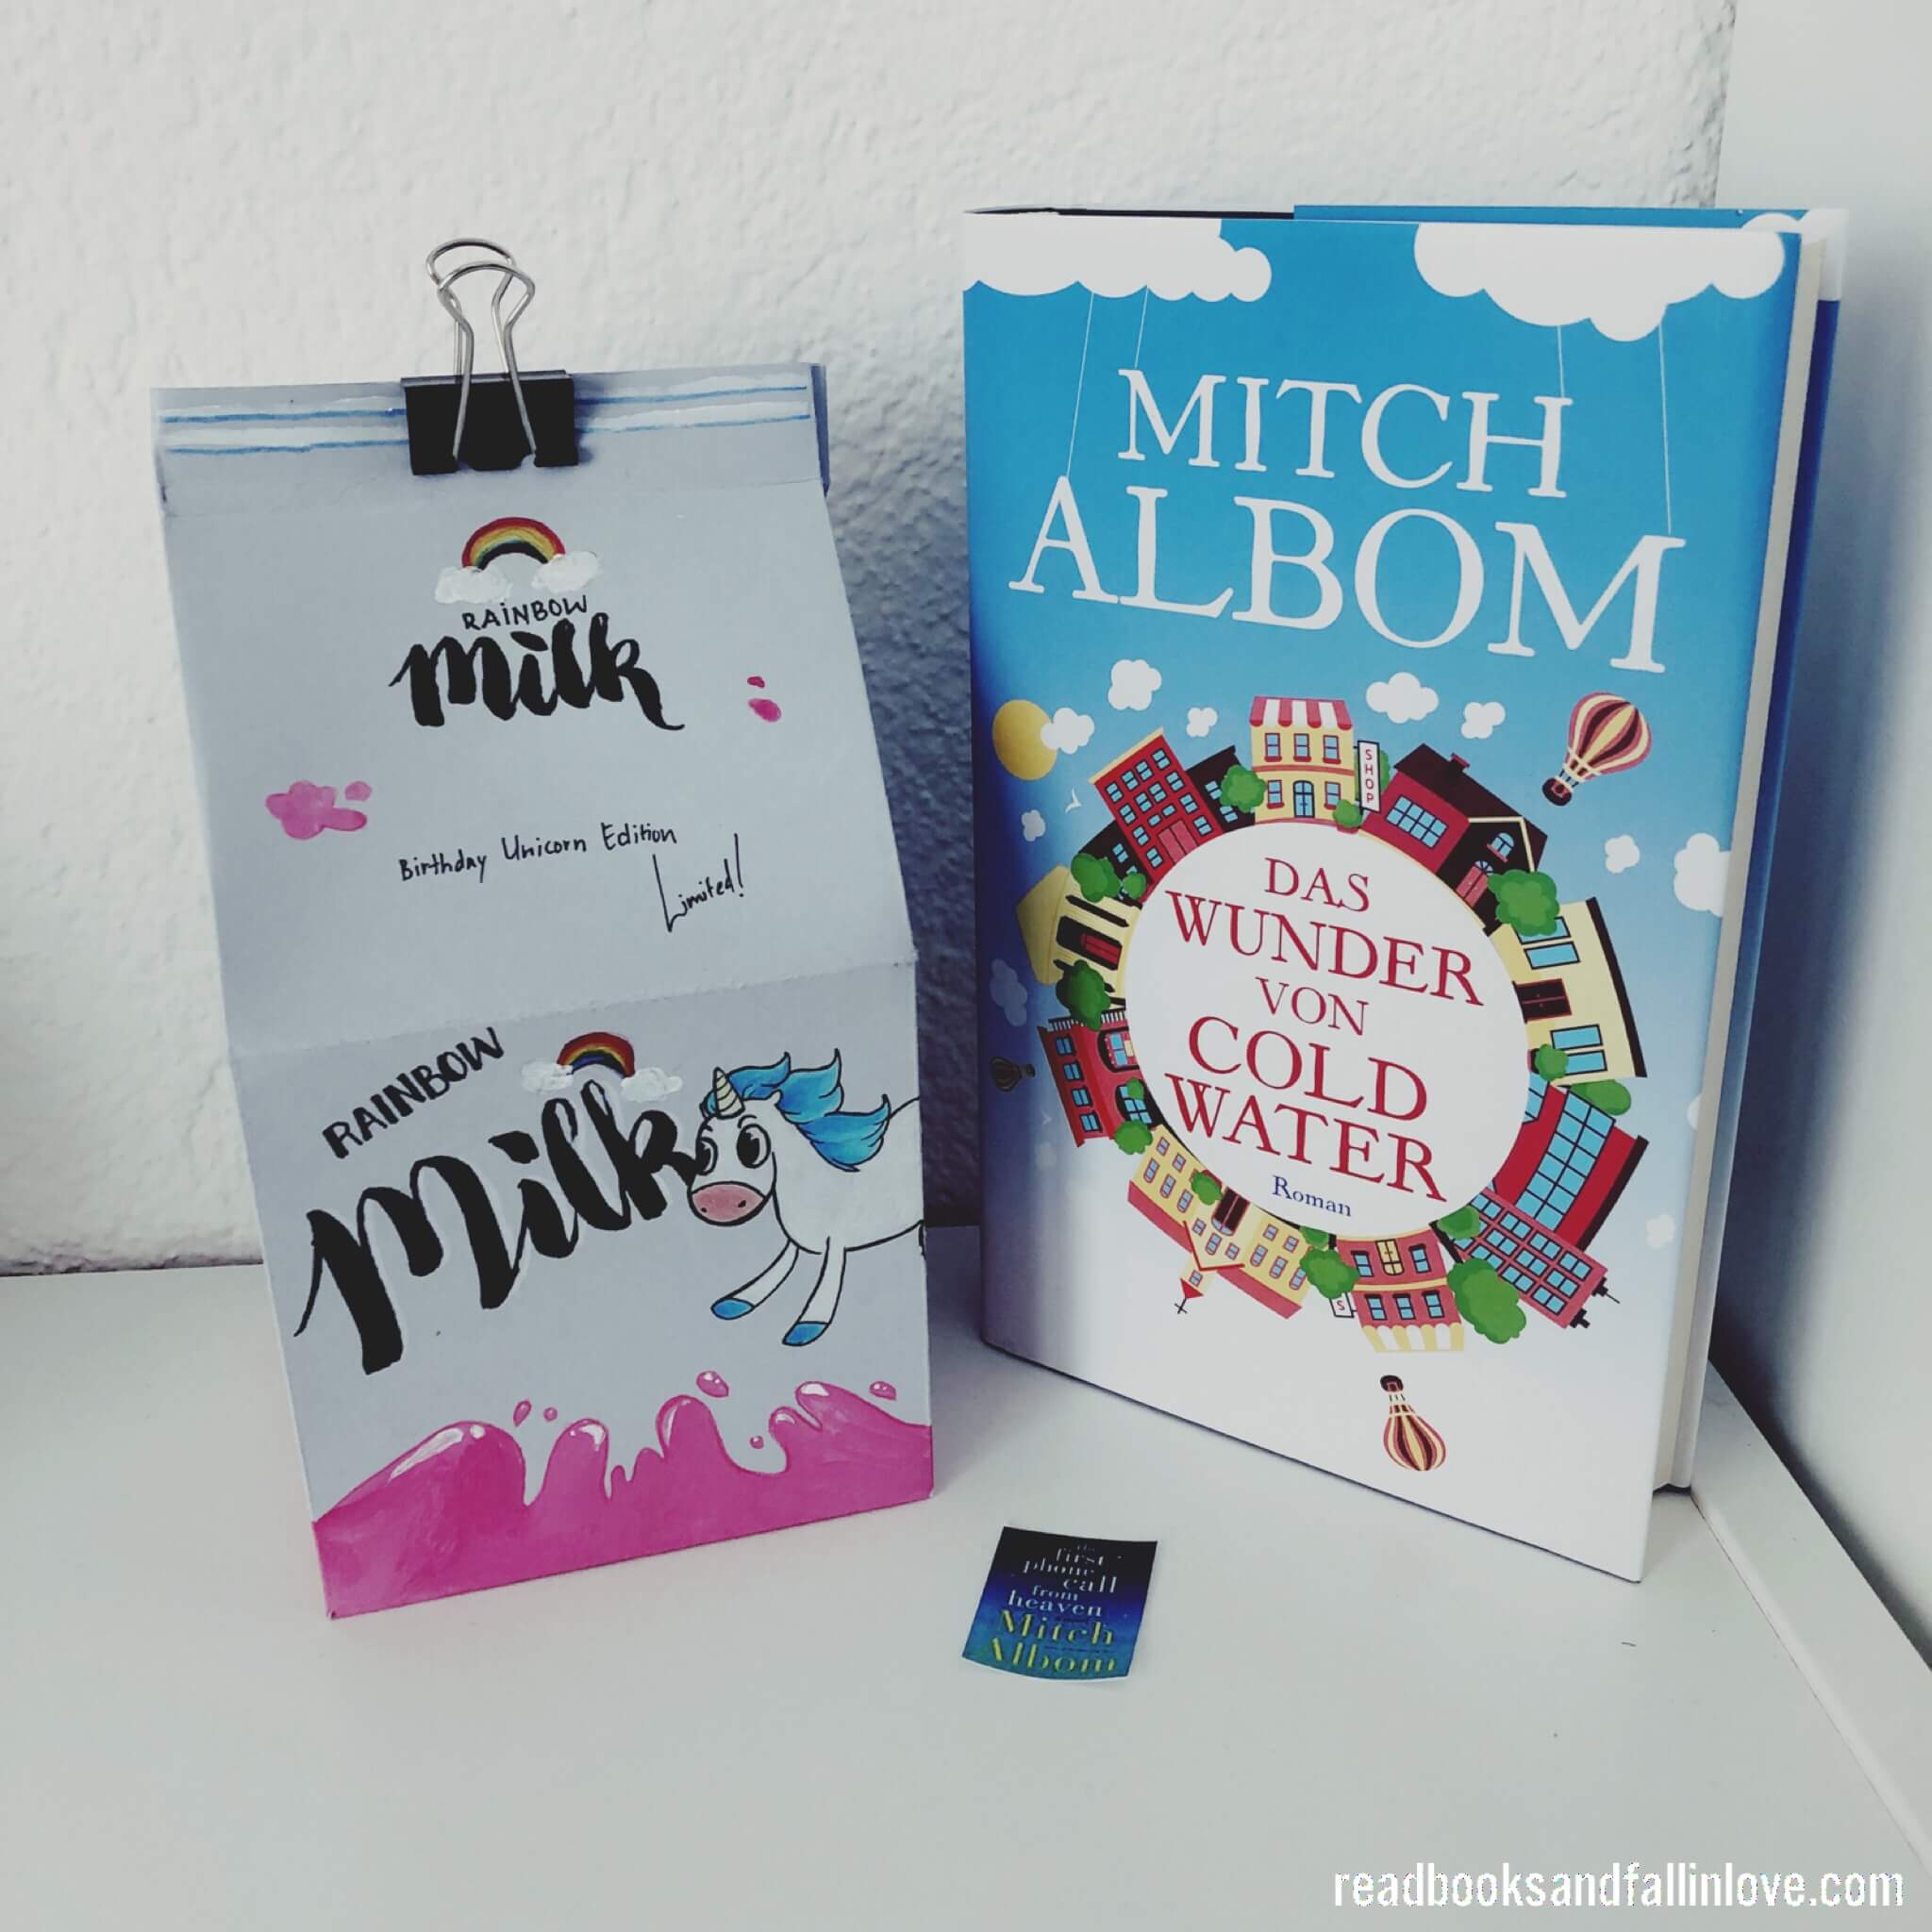 RAINBOW
milk
Birthday Unicorn Edition
Limited!
RAINBOW
Milk
MITCH
ALBOM
SHOP
DAS
WUNDER
VON
COLD
WATER
Roman
S
the
first
phone
call
from
heaven
Mitch
Albom
readbooksandfallinlove.com